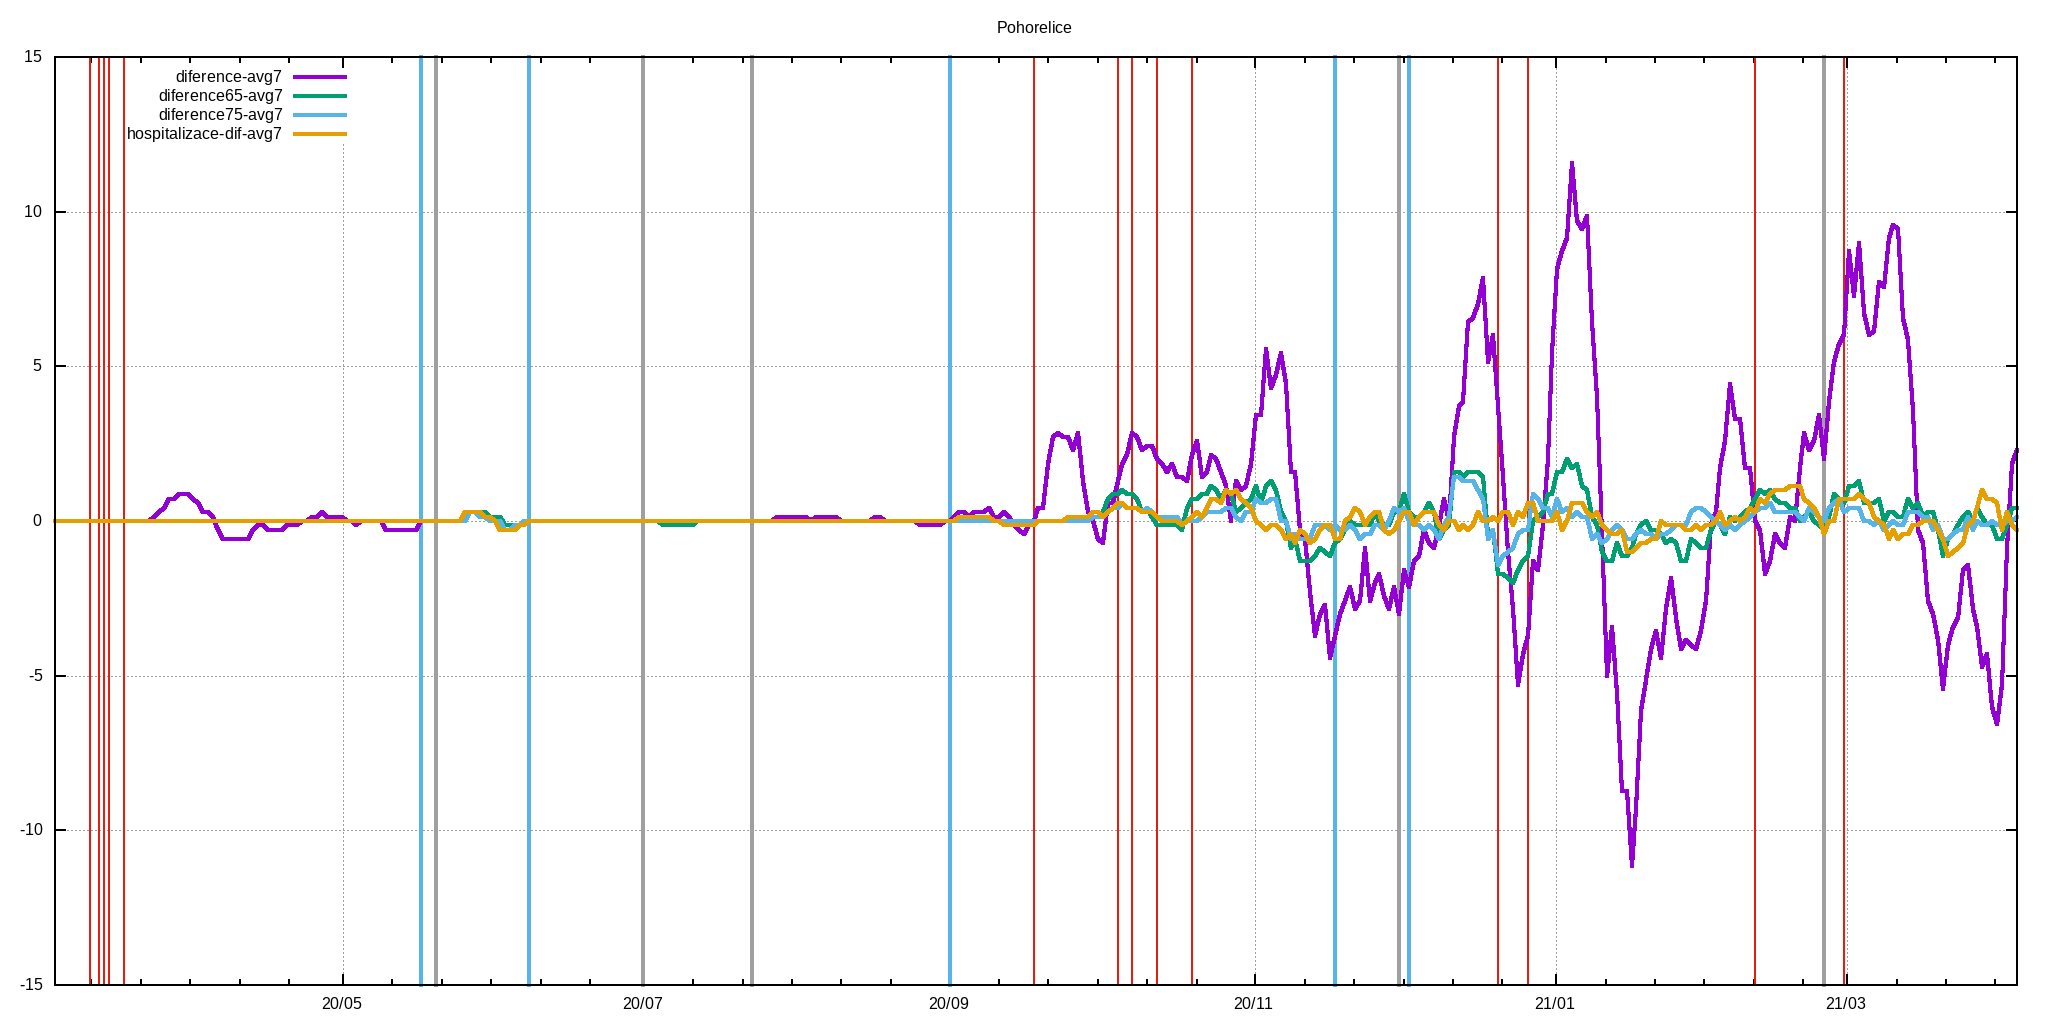 Pohorelice
15
10
5
0
-5
-10
-15
diference-avg7
diference65-avg7
diference75-avg7
hospitalizace-dif-avg7
20/05 20/07 20/09 20/11 21/01 21/03